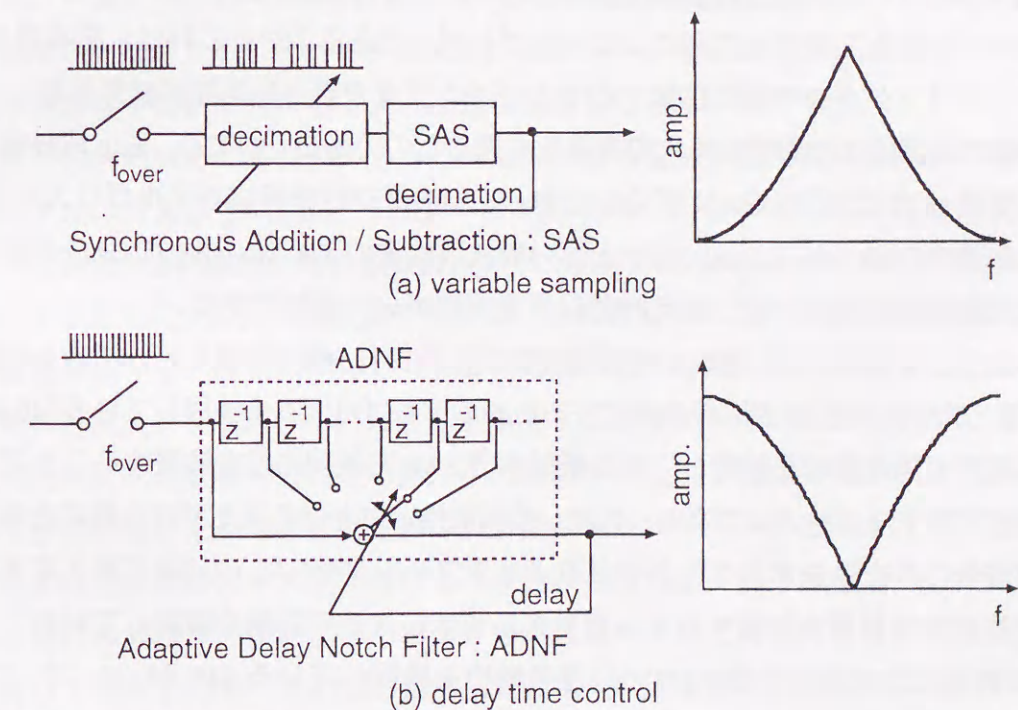 amp.
decimation
SAS
f_over
decimation
Synchronous Addition / Subtraction : SAS
f
(a) variable sampling
ADNF
z^-1 z^-1 ..... z^-1 z^-1
f_over
+
amp.
delay
f
Adaptive Delay Notch Filter : ADNF
(b) delay time control